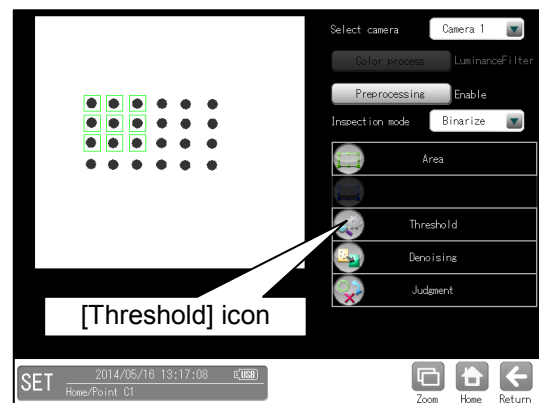 Select camera Camera 1
Color process LuminanceFilter
Preprocessing Enable
Inspection mode Binarize
Area
Threshold
Denoising
Judgment
[Threshold] icon
SET 2014/05/16 13:17:08 USB
Home/Point C1
Zoom Home Return